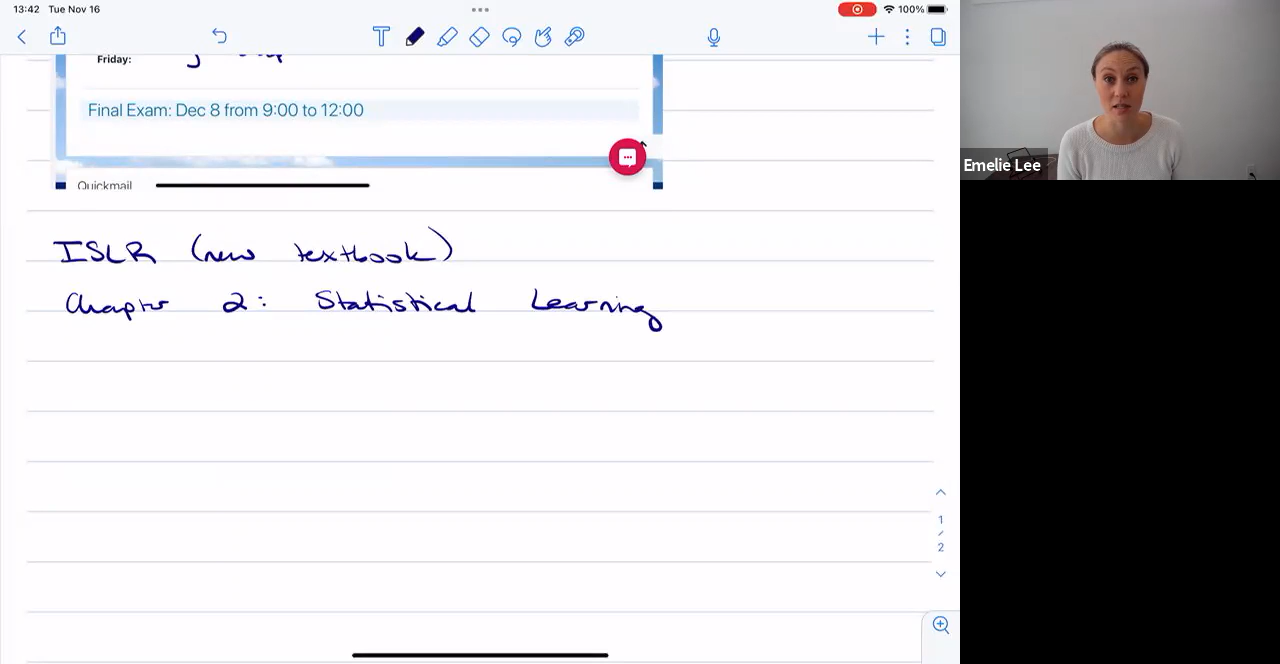 13:42 Tue Nov 16
100%
Friday:
Final Exam: Dec 8 from 9:00 to 12:00
Quickmail
ISLR (new textbook)
Chapter 2: Statistical Learning
1
/
2
Emelie Lee